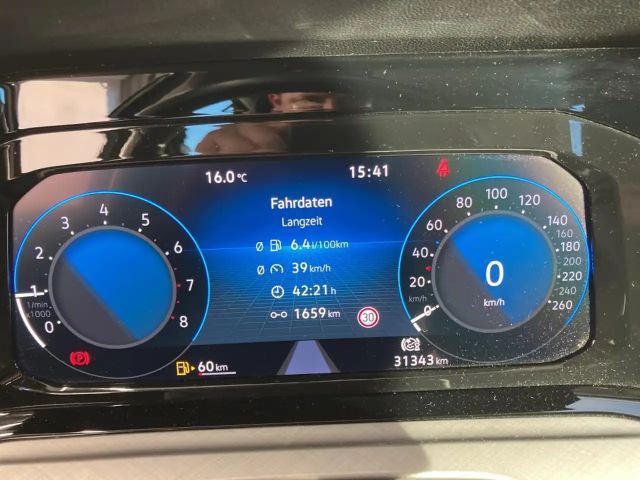 16.0 °C 15:41
Fahrdaten
Langzeit
Ø 6.4 l/100km
Ø 39 km/h
42:21 h
1659 km
30
0 1 2 3 4 5 6 7 8
1/min
x1000
0 20 40 60 80 100 120 140 160 180 200 220 240 260
0
km/h
P
60 km
31343 km